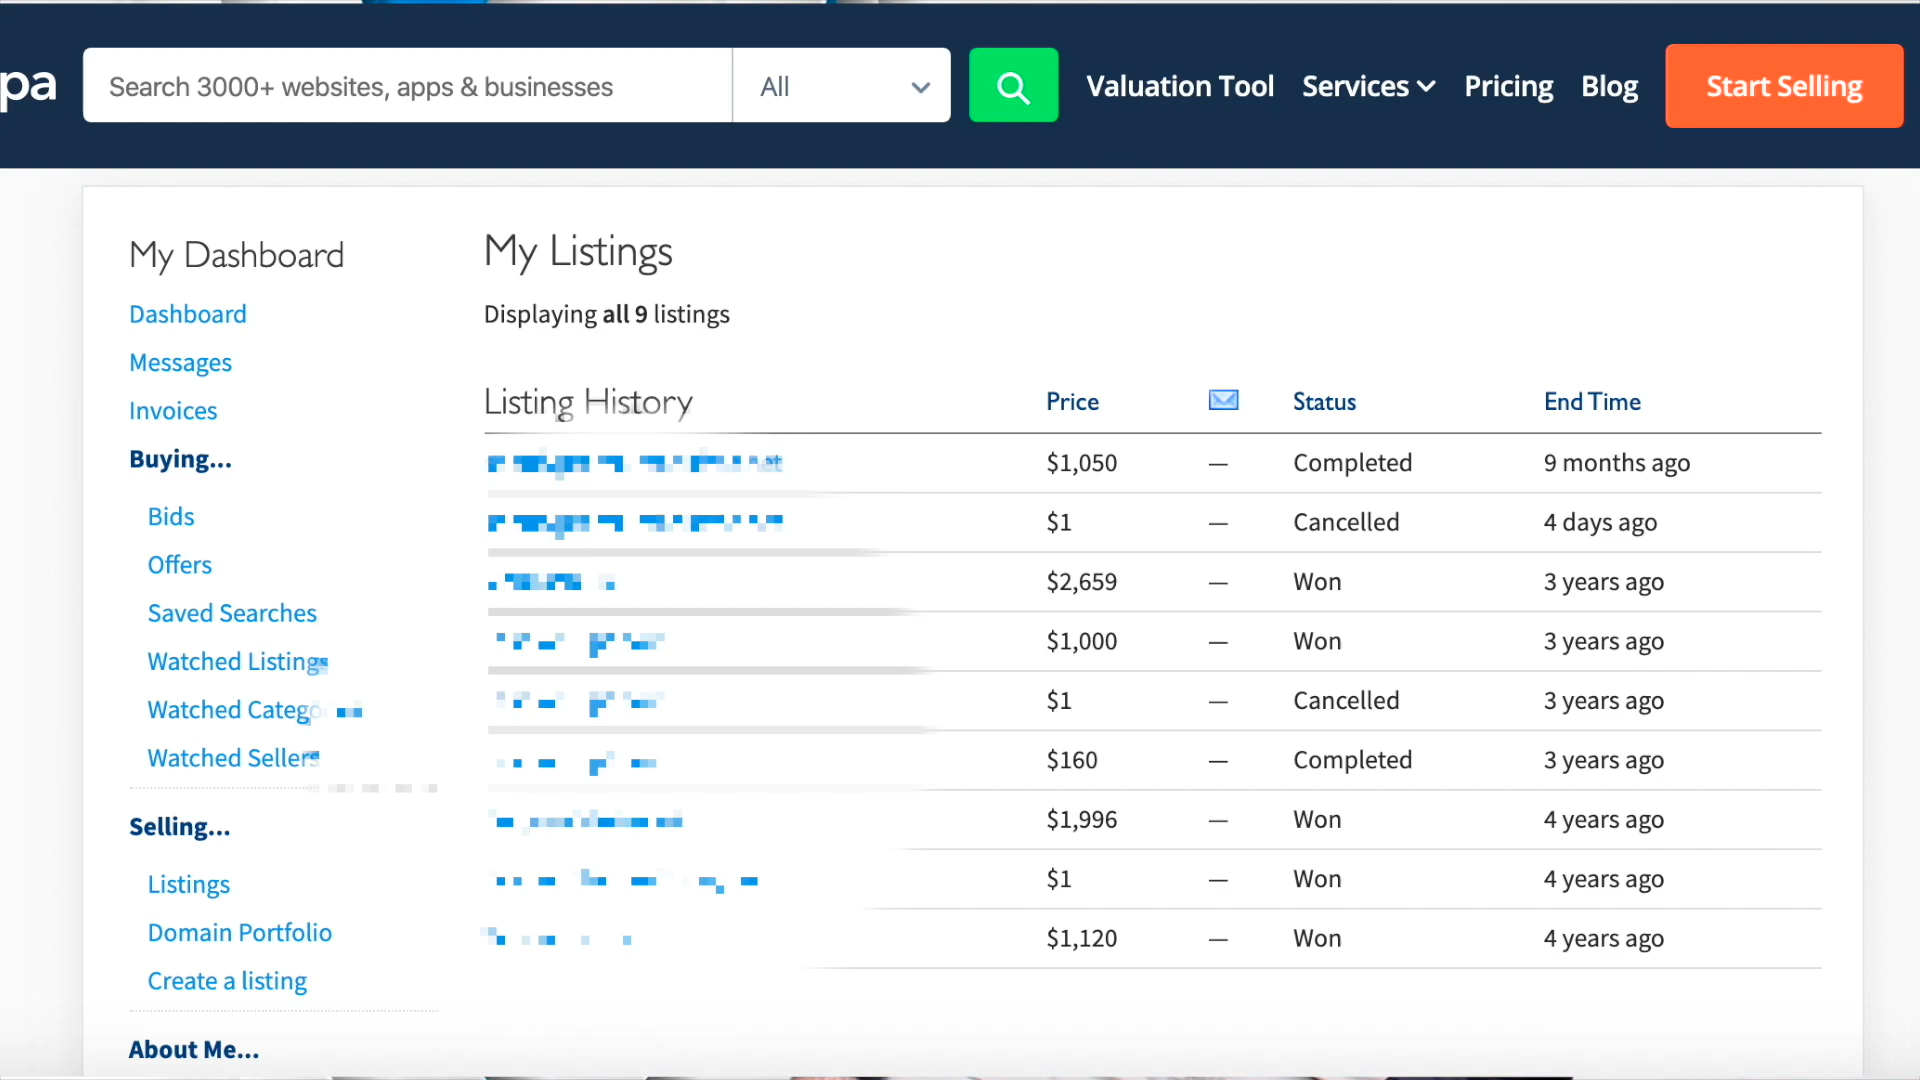 pa
Search 3000+ websites, apps & businesses
All
Valuation Tool
Services
Pricing
Blog
Start Selling
My Dashboard
Dashboard
Messages
Invoices
Buying...
Bids
Offers
Saved Searches
Watched Listings
Watched Catego
Watched Sellers
Selling...
Listings
Domain Portfolio
Create a listing
About Me...
My Listings
Displaying all 9 listings
Listing History Price Status End Time
$1,050 — Completed 9 months ago
$1 — Cancelled 4 days ago
$2,659 — Won 3 years ago
$1,000 — Won 3 years ago
$1 — Cancelled 3 years ago
$160 — Completed 3 years ago
$1,996 — Won 4 years ago
$1 — Won 4 years ago
$1,120 — Won 4 years ago